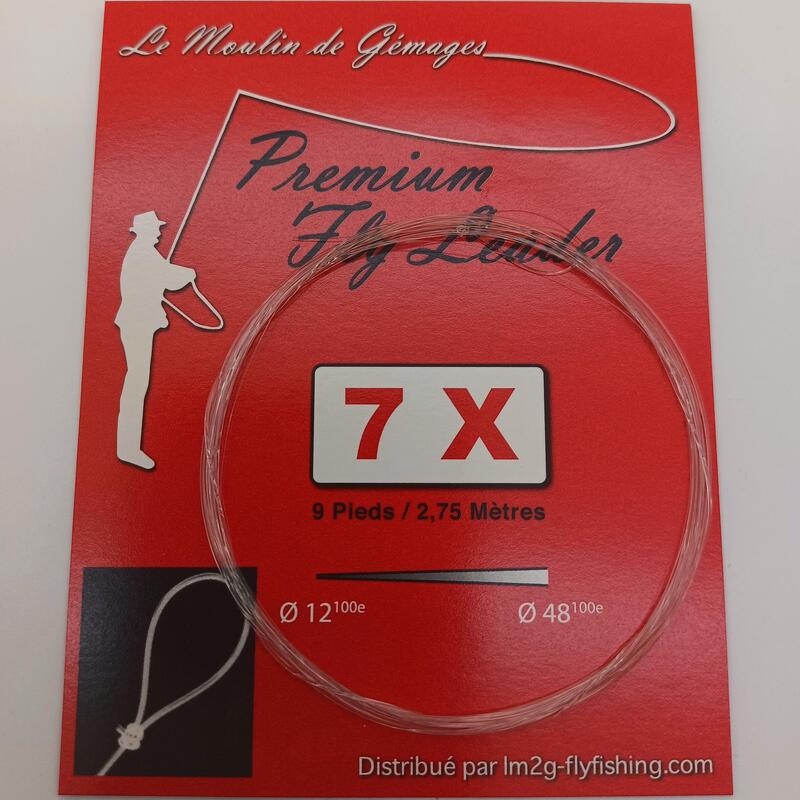 Le Moulin de Gémages
Premium
Fly Leader
7 X
9 Pieds / 2,75 Mètres
Ø 12100e Ø 48100e
Distribué par lm2g-flyfishing.com